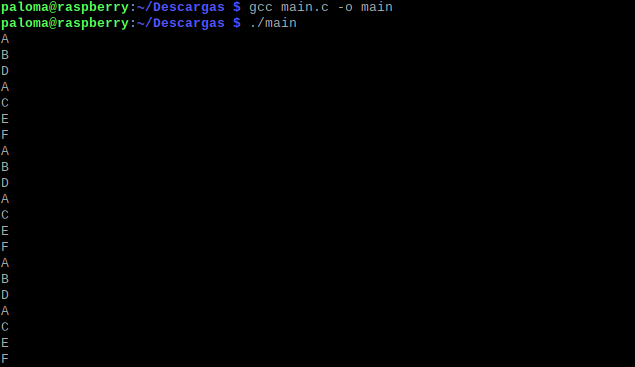 paloma@raspberry:~/Descargas $ gcc main.c -o main
paloma@raspberry:~/Descargas $ ./main
A
B
D
A
C
E
F
A
B
D
A
C
E
F
A
B
D
A
C
E
F